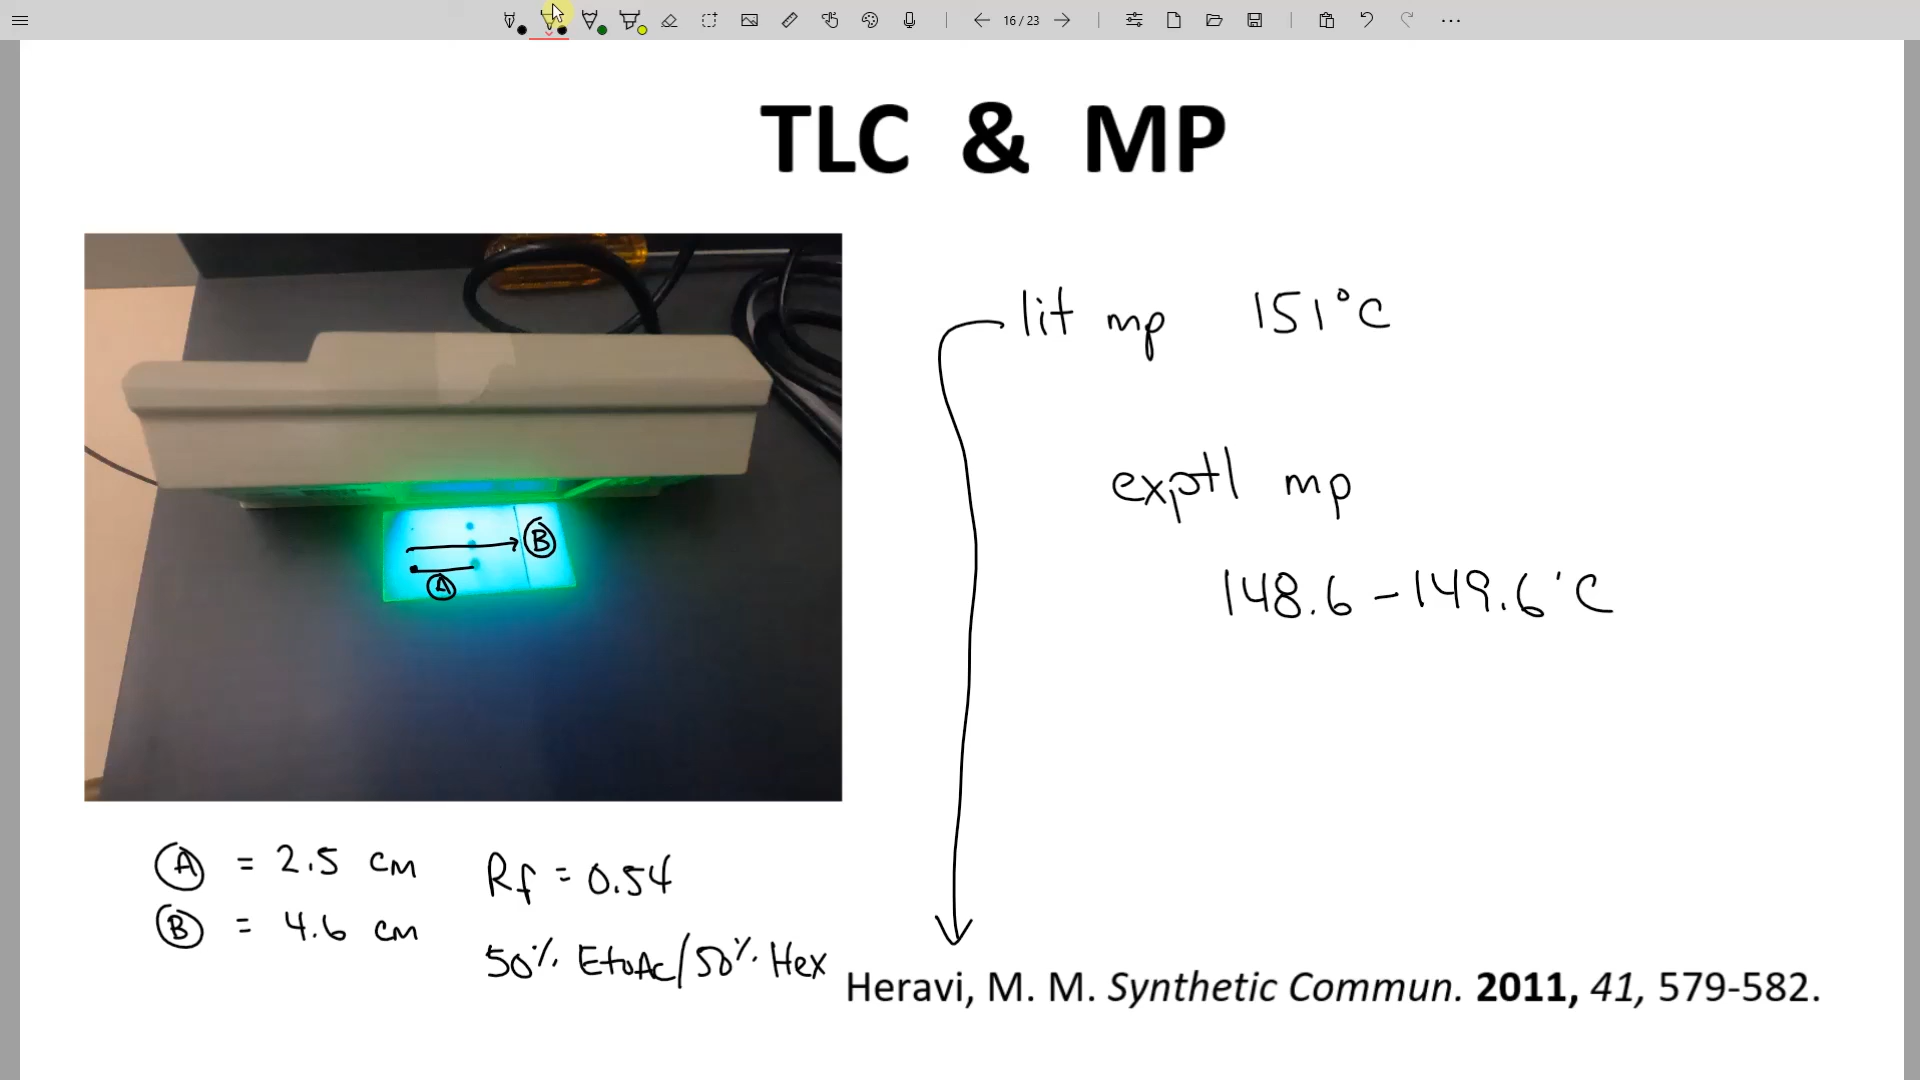 16 / 23
TLC & MP
lit mp 151°C
exptl mp
148.6 - 149.6°C
B
A
A = 2.5 cm
B = 4.6 cm
Rf = 0.54
50% EtOAc/50% Hex
Heravi, M. M. Synthetic Commun. 2011, 41, 579-582.